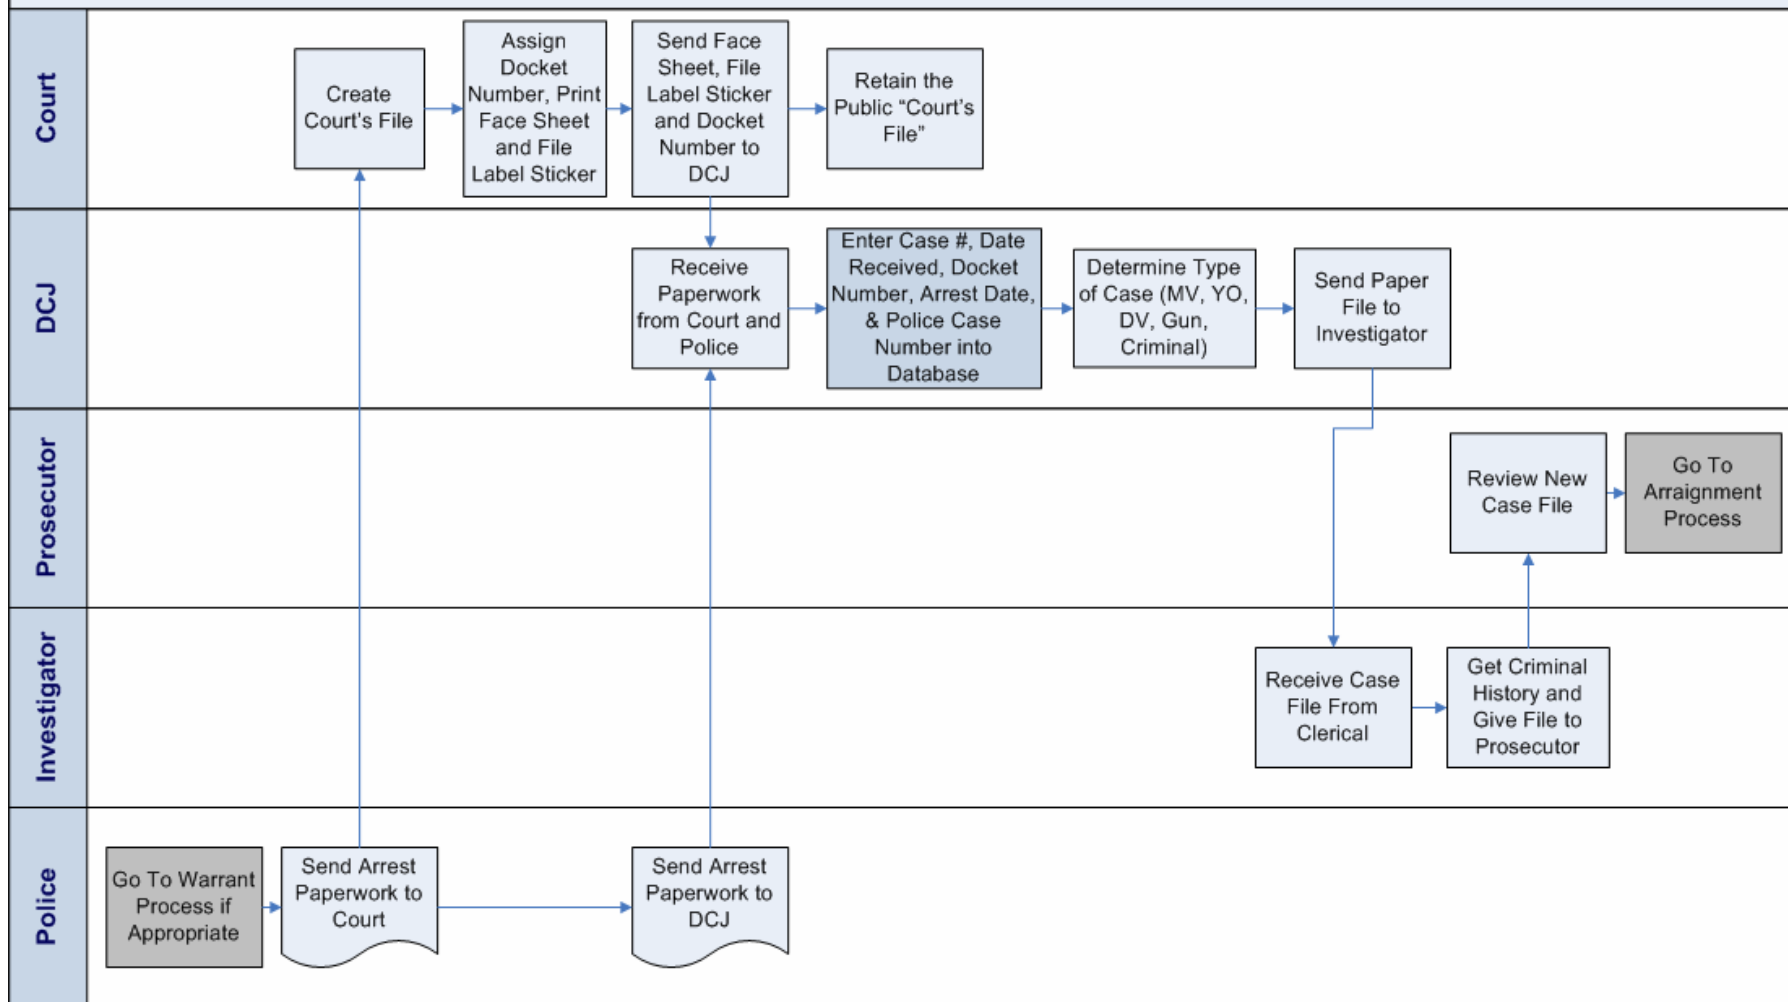 Court
Create
Court's File
Assign
Docket
Number, Print
Face Sheet
and File
Label Sticker
Send Face
Sheet, File
Label Sticker
and Docket
Number to
DCJ
Retain the
Public “Court's
File”
DCJ
Receive
Paperwork
from Court and
Police
Enter Case #, Date
Received, Docket
Number, Arrest Date,
& Police Case
Number into
Database
Determine Type
of Case (MV, YO,
DV, Gun,
Criminal)
Send Paper
File to
Investigator
Prosecutor
Review New
Case File
Go To
Arraignment
Process
Investigator
Receive Case
File From
Clerical
Get Criminal
History and
Give File to
Prosecutor
Police
Go To Warrant
Process if
Appropriate
Send Arrest
Paperwork to
Court
Send Arrest
Paperwork to
DCJ